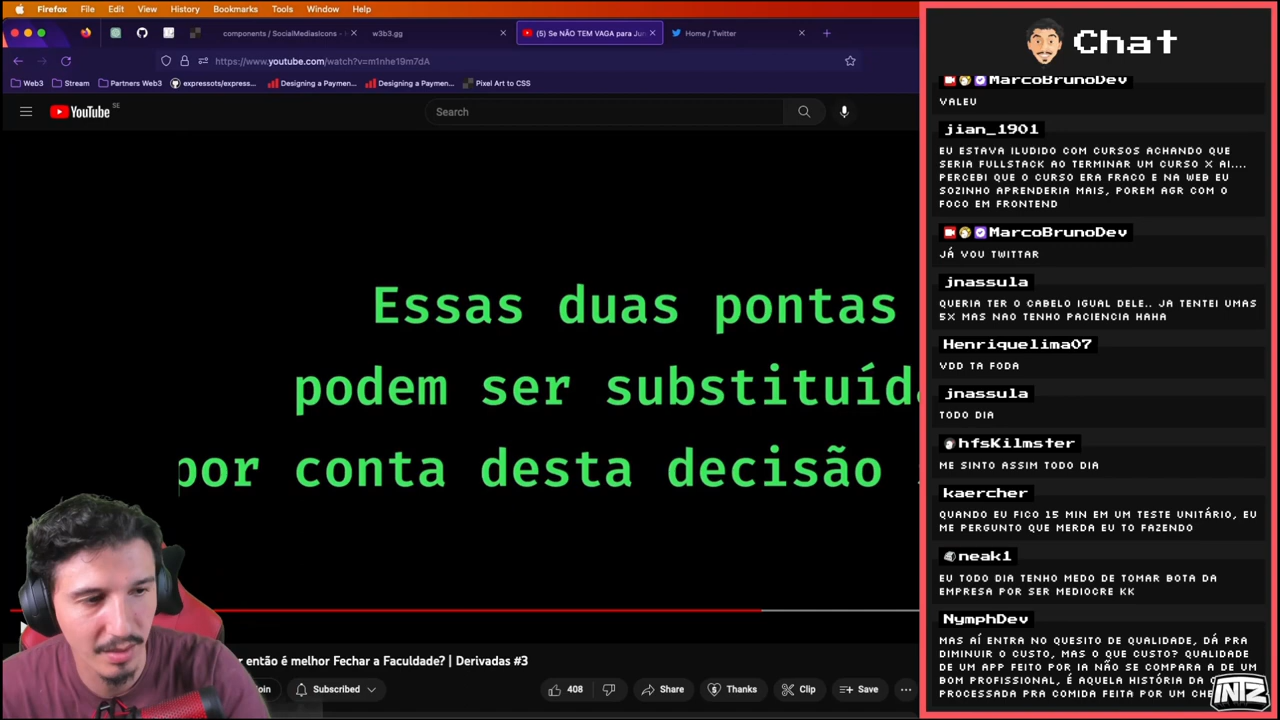 Firefox File Edit View History Bookmarks Tools Window Help
components / SocialMediasIcons - w3b3.gg (5) Se NÃO TEM VAGA para Jun Home / Twitter
https://www.youtube.com/watch?v=m1nhe19m7dA
Web3 Stream Partners Web3 expressots/express... Designing a Paymen... Designing a Paymen... Pixel Art to CSS
YouTube SE
Search
Essas duas pontas
podem ser substituída
por conta desta decisão
r então é melhor Fechar a Faculdade? | Derivadas #3
oin Subscribed 408 Share Thanks Clip Save
Chat
MarcoBrunoDev
VALEU
jian_1901
EU ESTAVA ILUDIDO COM CURSOS ACHANDO QUE
SERIA FULLSTACK AO TERMINAR UM CURSO X AI....
PERCEBI QUE O CURSO ERA FRACO E NA WEB EU
SOZINHO APRENDERIA MAIS, POREM AGR COM O
FOCO EM FRONTEND
MarcoBrunoDev
JÁ VOU TWITTAR
jnassula
QUERIA TER O CABELO IGUAL DELE.. JA TENTEI UMAS
5X MAS NAO TENHO PACIENCIA HAHA
Henriquelima07
VDD TA FODA
jnassula
TODO DIA
hfsKilmster
ME SINTO ASSIM TODO DIA
kaercher
QUANDO EU FICO 15 MIN EM UM TESTE UNITÁRIO, EU
ME PERGUNTO QUE MERDA EU TO FAZENDO
neak1
EU TODO DIA TENHO MEDO DE TOMAR BOTA DA
EMPRESA POR SER MEDIOCRE KK
NymphDev
MAS AÍ ENTRA NO QUESITO DE QUALIDADE, DÁ PRA
DIMINUIR O CUSTO, MAS O QUE CUSTO? QUALIDADE
DE UM APP FEITO POR IA NÃO SE COMPARA A DE UM
BOM PROFISSIONAL, É AQUELA HISTÓRIA DA
PROCESSADA PRA COMIDA FEITA POR UM
INTZ